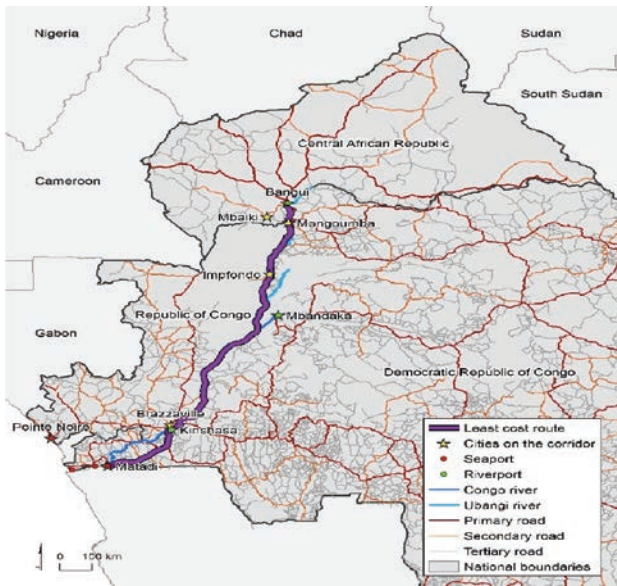 Nigeria
Chad
Sudan
South Sudan
Central African Republic
Cameroon
Bangui
Mbaiki
Mangoumba
Impfondo
Republic of Congo
Mbandaka
Gabon
Democratic Republic of Congo
Brazzaville
Pointe Noire
Kinshasa
Matadi
Least cost route
Cities on the corridor
Seaport
Riverport
Congo river
Ubangi river
Primary road
Secondary road
Tertiary road
National boundaries
0 100 km